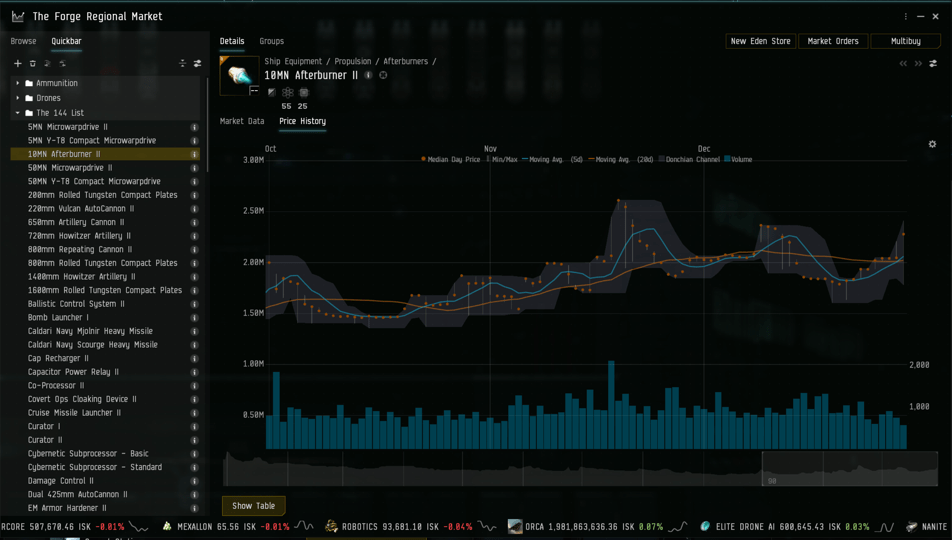 The Forge Regional Market
Browse
Quickbar
Ammunition
Drones
The 144 List
5MN Microwarpdrive II
5MN Y-T8 Compact Microwarpdrive
10MN Afterburner II
50MN Microwarpdrive II
50MN Y-T8 Compact Microwarpdrive
200mm Rolled Tungsten Compact Plates
220mm Vulcan AutoCannon II
650mm Artillery Cannon II
720mm Howitzer Artillery II
800mm Repeating Cannon II
800mm Rolled Tungsten Compact Plates
1400mm Howitzer Artillery II
1600mm Rolled Tungsten Compact Plates
Ballistic Control System II
Bomb Launcher I
Caldari Navy Mjolnir Heavy Missile
Caldari Navy Scourge Heavy Missile
Cap Recharger II
Capacitor Power Relay II
Co-Processor II
Covert Ops Cloaking Device II
Cruise Missile Launcher II
Curator I
Curator II
Cybernetic Subprocessor - Basic
Cybernetic Subprocessor - Standard
Damage Control II
Dual 425mm AutoCannon II
EM Armor Hardener II
Details
Groups
New Eden Store
Market Orders
Multibuy
Ship Equipment / Propulsion / Afterburners /
10MN Afterburner II
55 25
Market Data
Price History
Oct
Nov
Dec
Median Day Price
Min/Max
Moving Avg. (5d)
Moving Avg. (20d)
Donchian Channel
Volume
3.00M
2.50M
2.00M
1.50M
1.00M
0.50M
2,000
1,000
90
Show Table
RCORE 507,670.46 ISK -0.01%
MEXALLON 65.56 ISK -0.01%
ROBOTICS 93,681.10 ISK -0.04%
ORCA 1,981,863,636.36 ISK 0.07%
ELITE DRONE AI 600,645.43 ISK 0.03%
NANITE